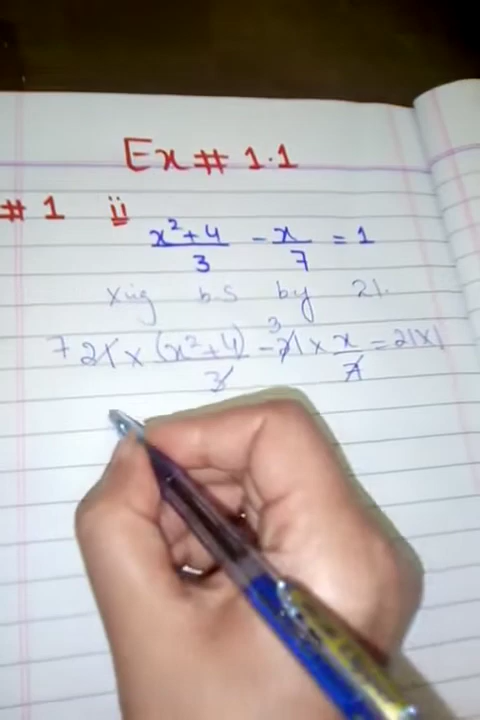 Ex # 1.1
# 1 ii
x²+4/3 - x/7 = 1
xing b.s by 21.
7 21 × (x²+4)/3 - 3 21 × x/7 = 21×1